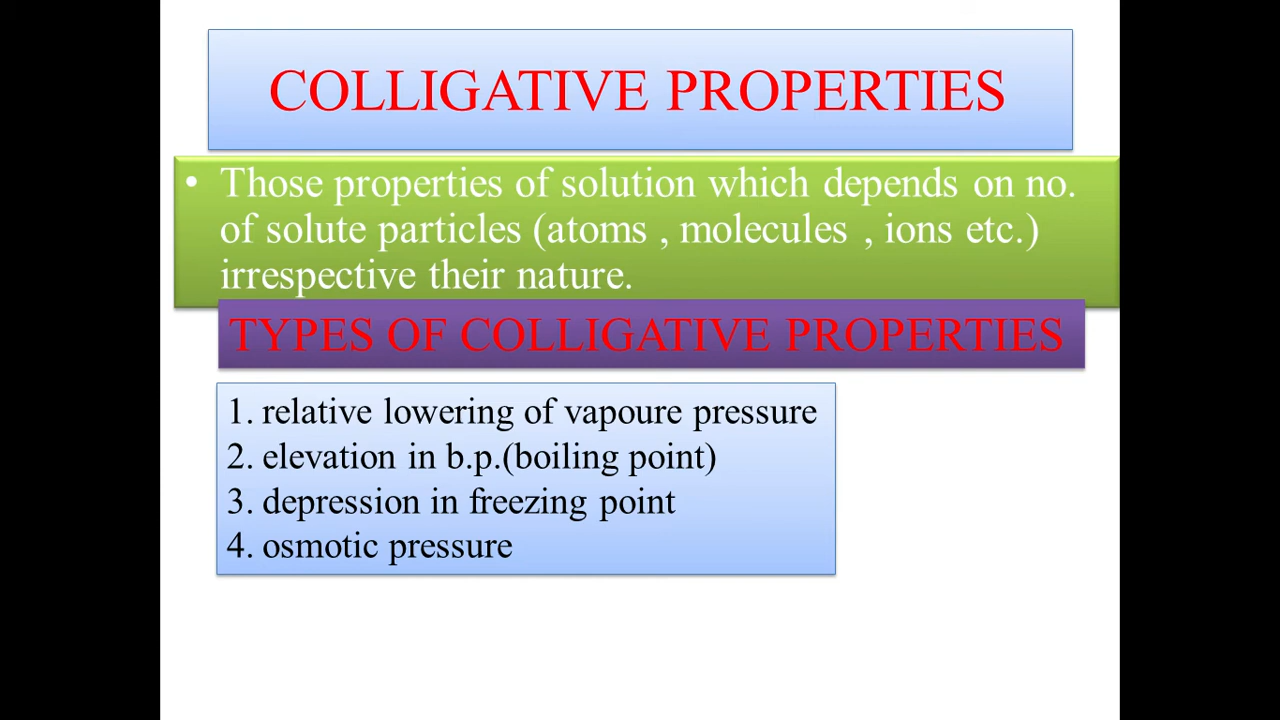 COLLIGATIVE PROPERTIES
• Those properties of solution which depends on no.
of solute particles (atoms , molecules , ions etc.)
irrespective their nature.
TYPES OF COLLIGATIVE PROPERTIES
1. relative lowering of vapoure pressure
2. elevation in b.p.(boiling point)
3. depression in freezing point
4. osmotic pressure